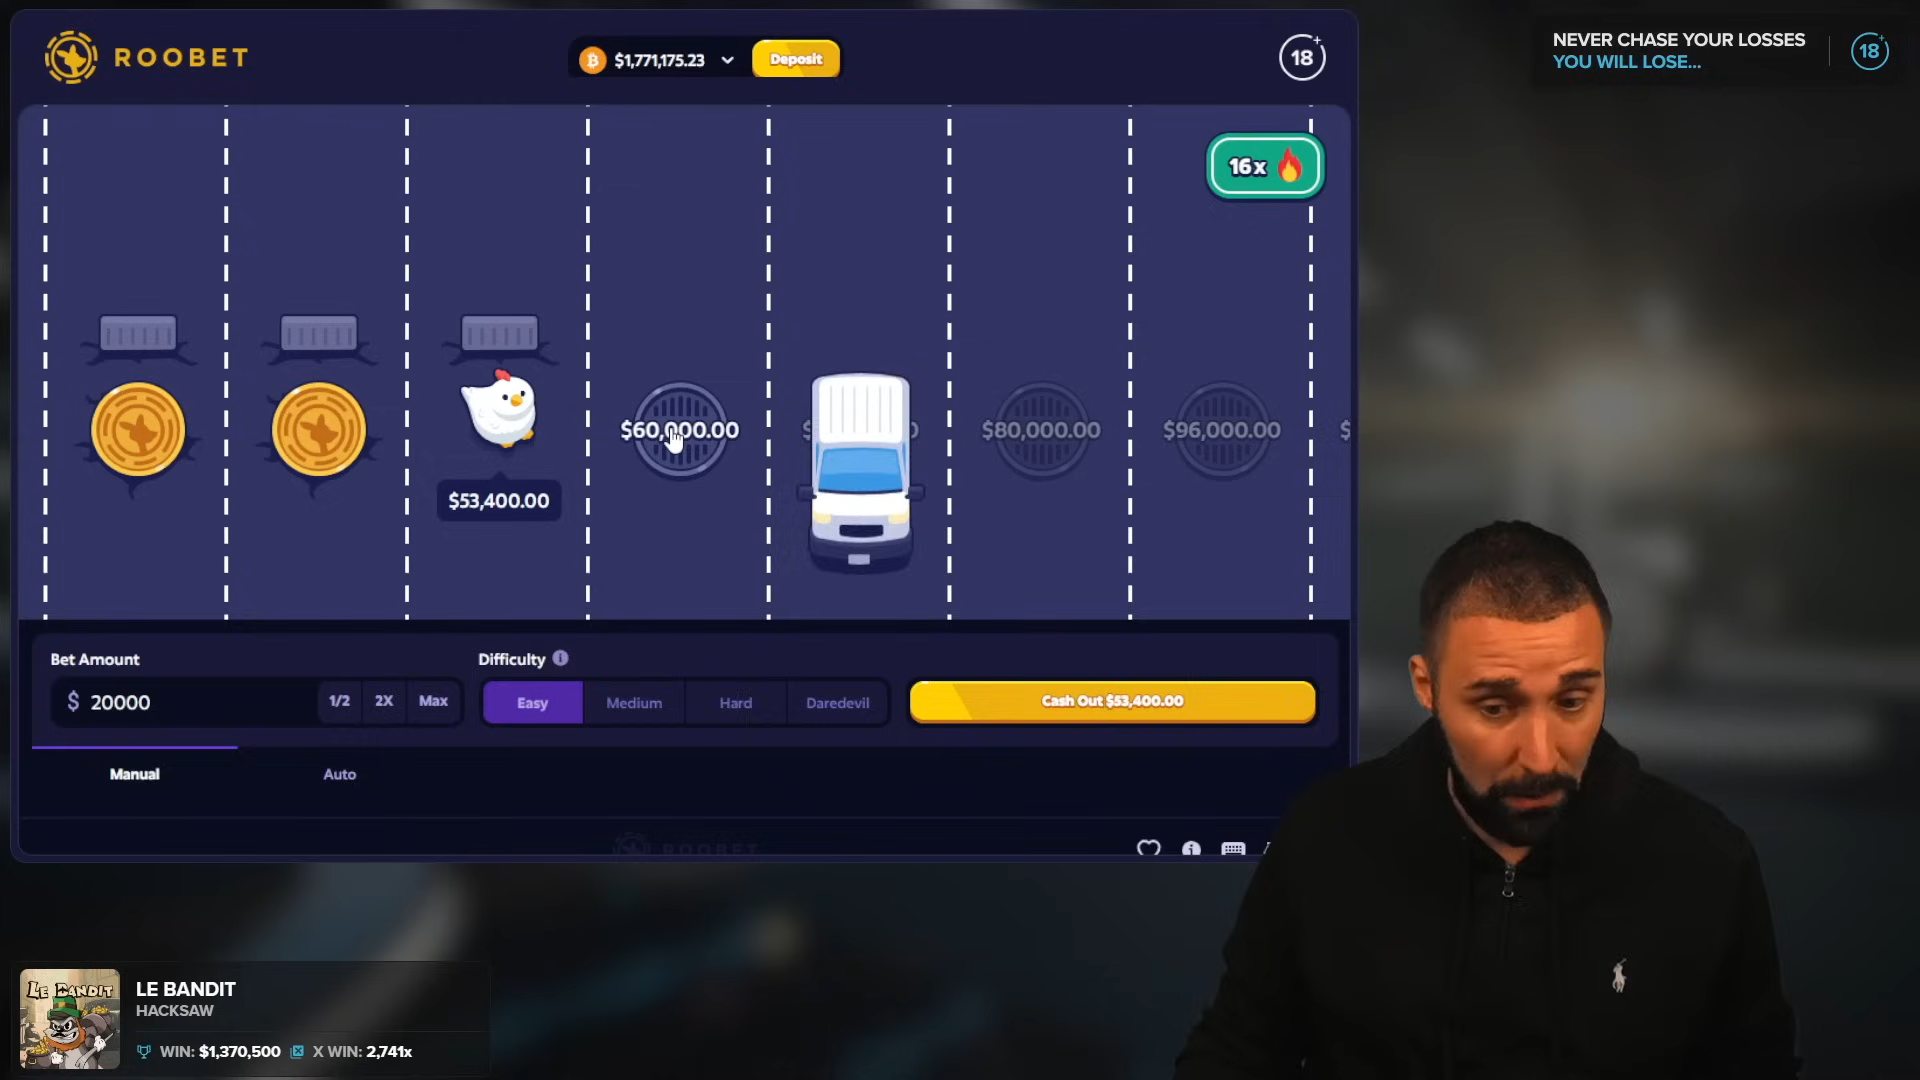 ROOBET
$1,771,175.23
Deposit
18+
NEVER CHASE YOUR LOSSES
YOU WILL LOSE...
18+
16x
$60,000.00
$80,000.00
$96,000.00
$53,400.00
Bet Amount
Difficulty
$ 20000
1/2
2X
Max
Easy
Medium
Hard
Daredevil
Cash Out $53,400.00
Manual
Auto
ROOBET
LE BANDIT
LE BANDIT
HACKSAW
WIN: $1,370,500
X WIN: 2,741x